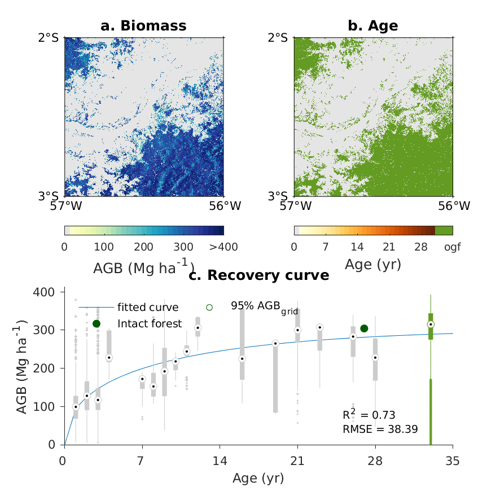 a. Biomass
b. Age
2°S
2°S
3°S
3°S
57°W
56°W
57°W
56°W
0
100
200
300
>400
0
7
14
21
28
ogf
AGB (Mg ha⁻¹)
Age (yr)
c. Recovery curve
400
300
200
100
0
AGB (Mg ha⁻¹)
fitted curve
95% AGB_grid
Intact forest
R² = 0.73
RMSE = 38.39
0
7
14
21
28
35
Age (yr)